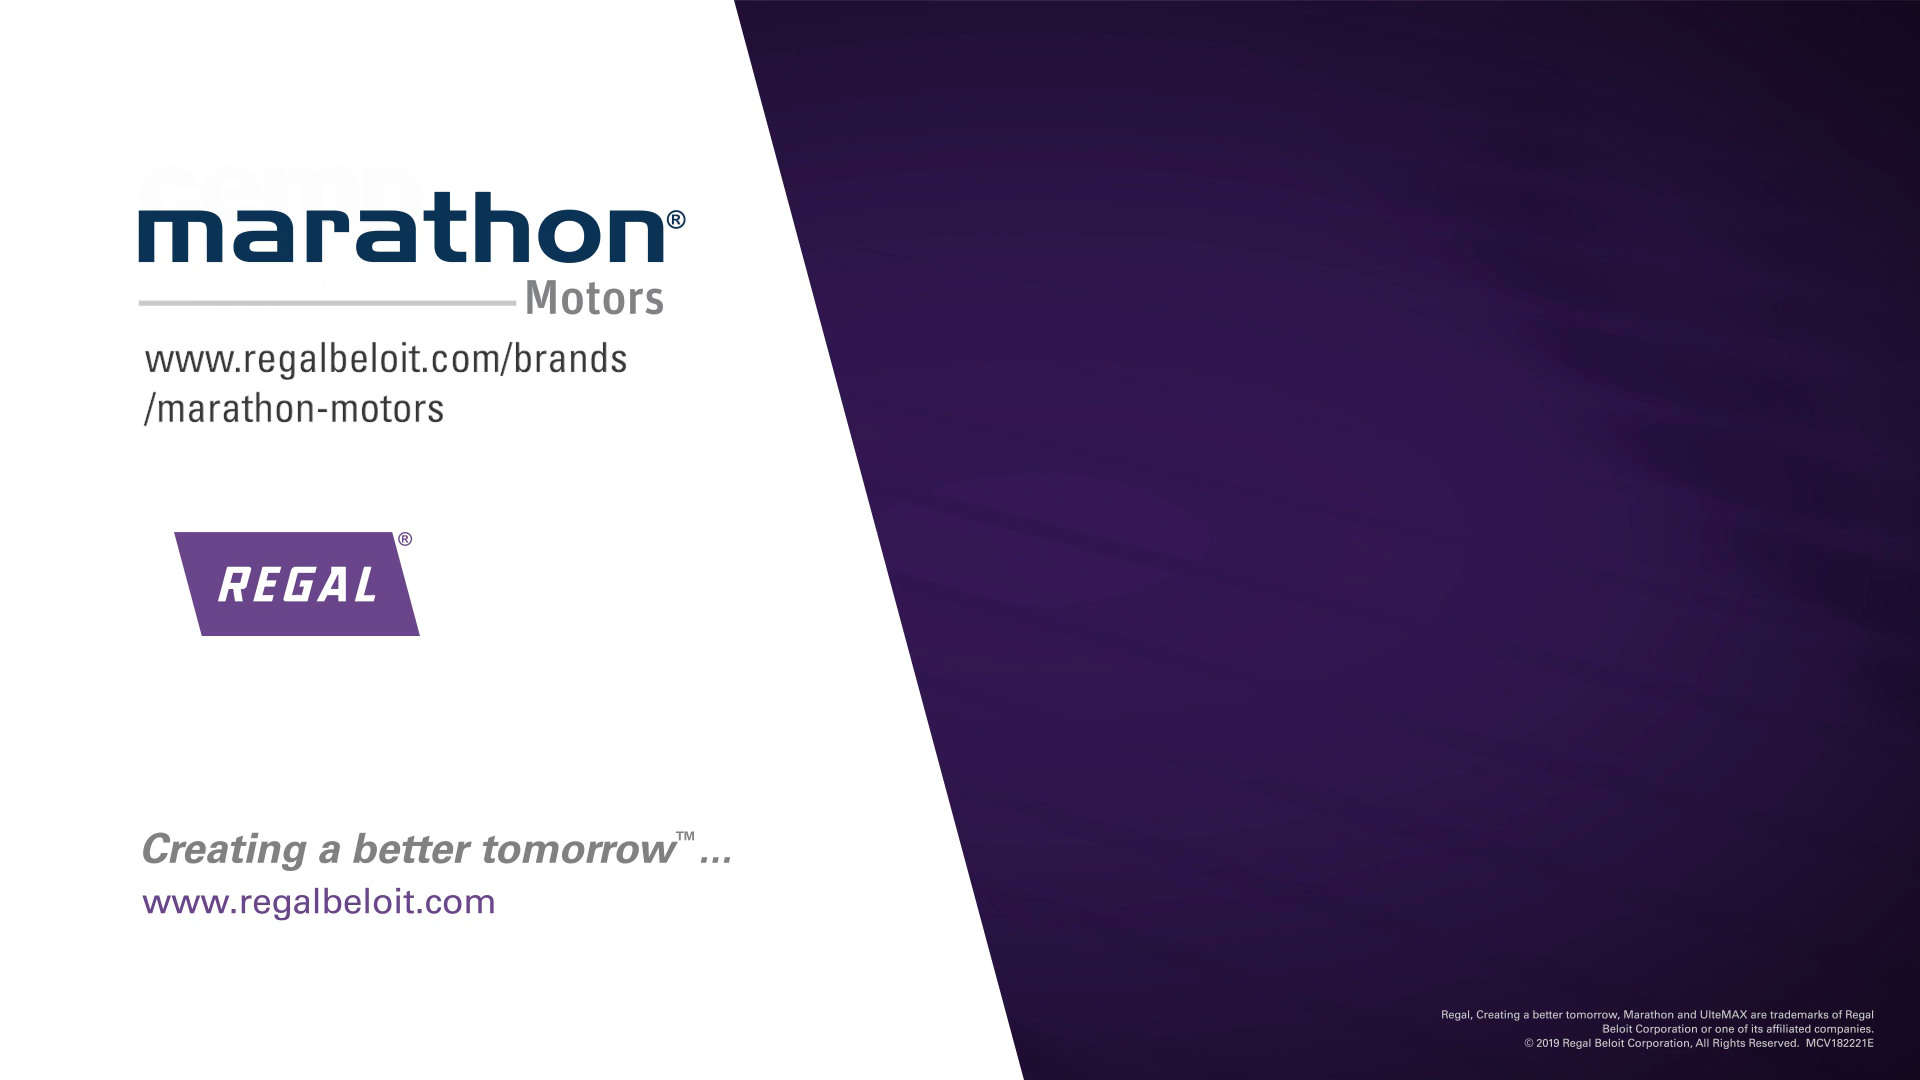 marathon®
Motors
www.regalbeloit.com/brands
/marathon-motors
REGAL®
Creating a better tomorrow™...
www.regalbeloit.com
Regal, Creating a better tomorrow, Marathon and UlteMAX are trademarks of Regal
Beloit Corporation or one of its affiliated companies.
© 2019 Regal Beloit Corporation, All Rights Reserved. MCV182221E